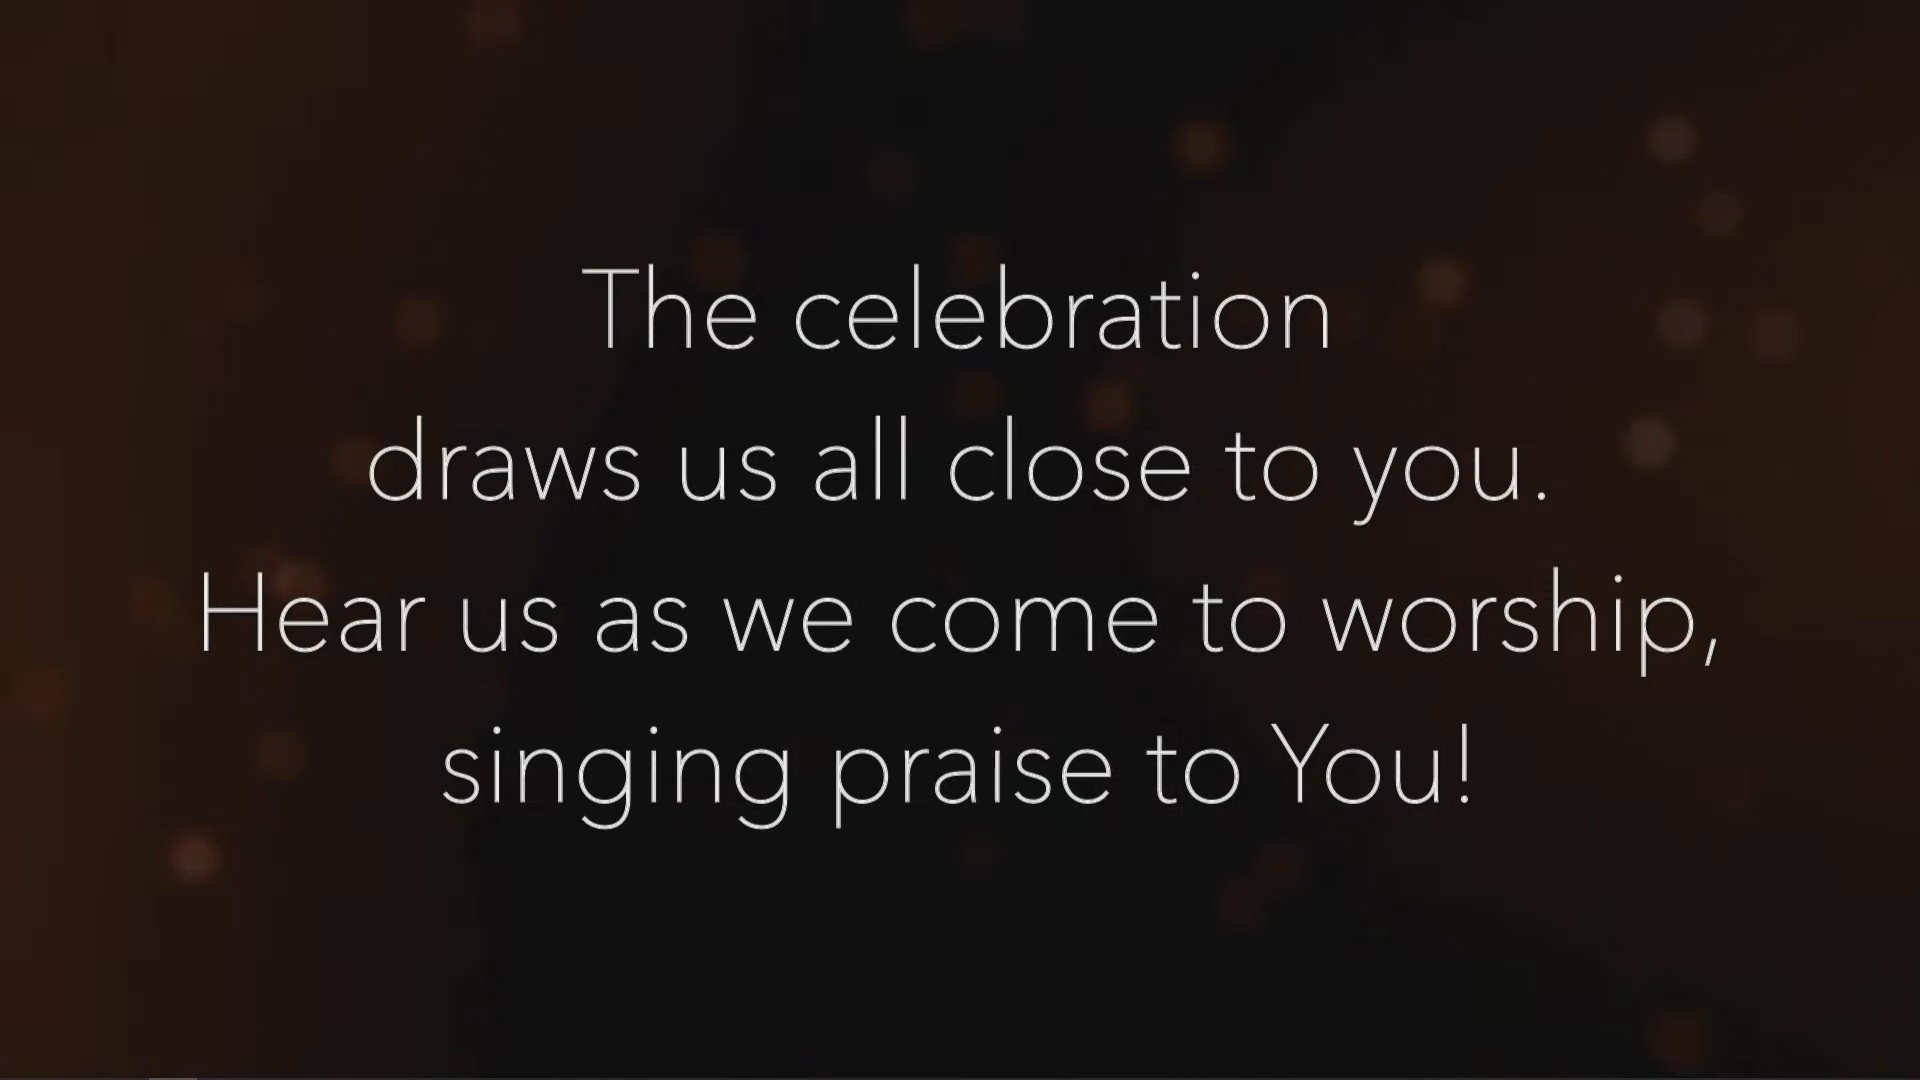 The celebration
draws us all close to you.
Hear us as we come to worship,
singing praise to You!